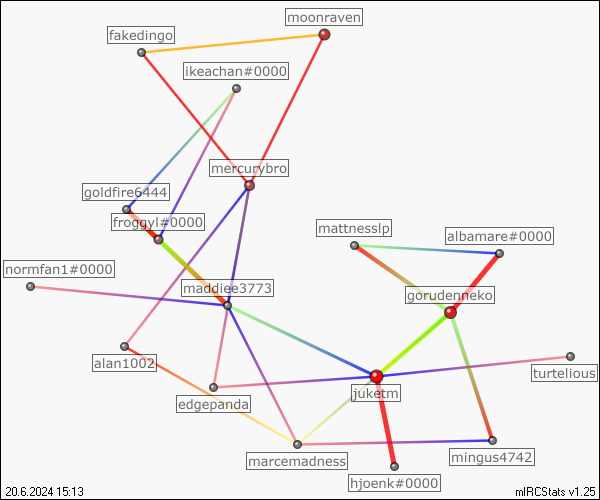 moonraven
fakedingo
ikeachan#0000
mercurybro
goldfire6444
froggyl#0000
mattnesslp
albamare#0000
normfan1#0000
maddiee3773
gorudenneko
alan1002
turtelious
edgepanda
juketm
marcemadness
mingus4742
hjoenk#0000
20.6.2024 15:13
mIRCStats v1.25